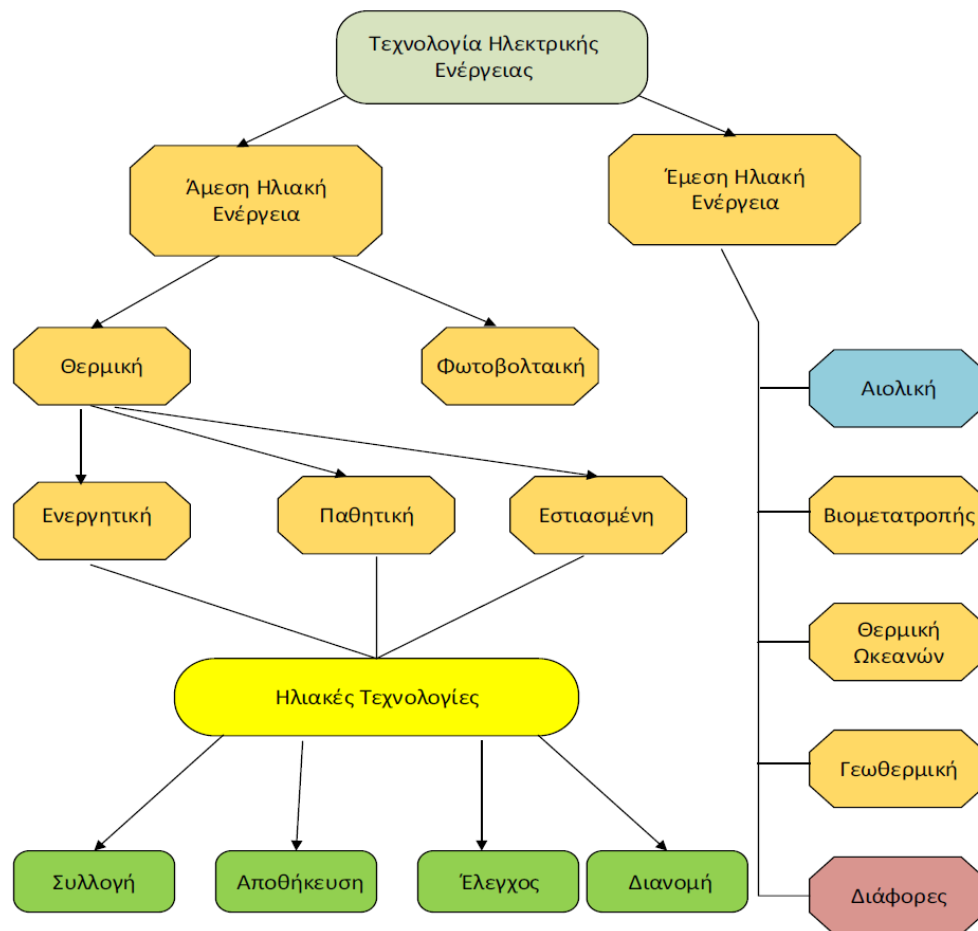 Τεχνολογία Ηλεκτρικής
Ενέργειας
Άμεση Ηλιακή
Ενέργεια
Έμεση Ηλιακή
Ενέργεια
Θερμική
Φωτοβολταική
Αιολική
Ενεργητική
Παθητική
Εστιασμένη
Βιομετατροπής
Θερμική
Ωκεανών
Ηλιακές Τεχνολογίες
Γεωθερμική
Συλλογή
Αποθήκευση
Έλεγχος
Διανομή
Διάφορες